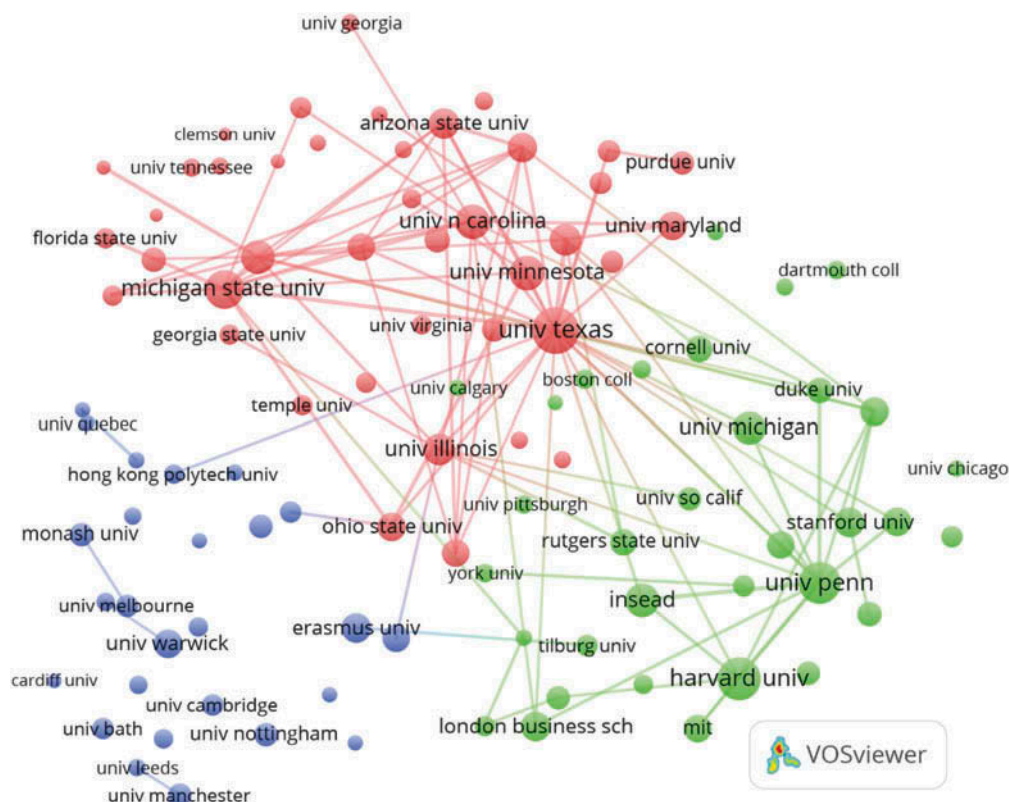 univ georgia
arizona state univ
clemson univ
univ tennessee
purdue univ
univ n carolina
univ maryland
florida state univ
dartmouth coll
univ minnesota
michigan state univ
univ virginia
univ texas
georgia state univ
cornell univ
univ calgary
boston coll
duke univ
temple univ
univ quebec
univ michigan
univ illinois
univ chicago
hong kong polytech univ
univ so calif
univ pittsburgh
stanford univ
monash univ
ohio state univ
rutgers state univ
york univ
univ penn
insead
univ melbourne
erasmus univ
univ warwick
tilburg univ
cardiff univ
harvard univ
univ cambridge
univ bath
univ nottingham
london business sch
mit
univ leeds
VOSviewer
univ manchester